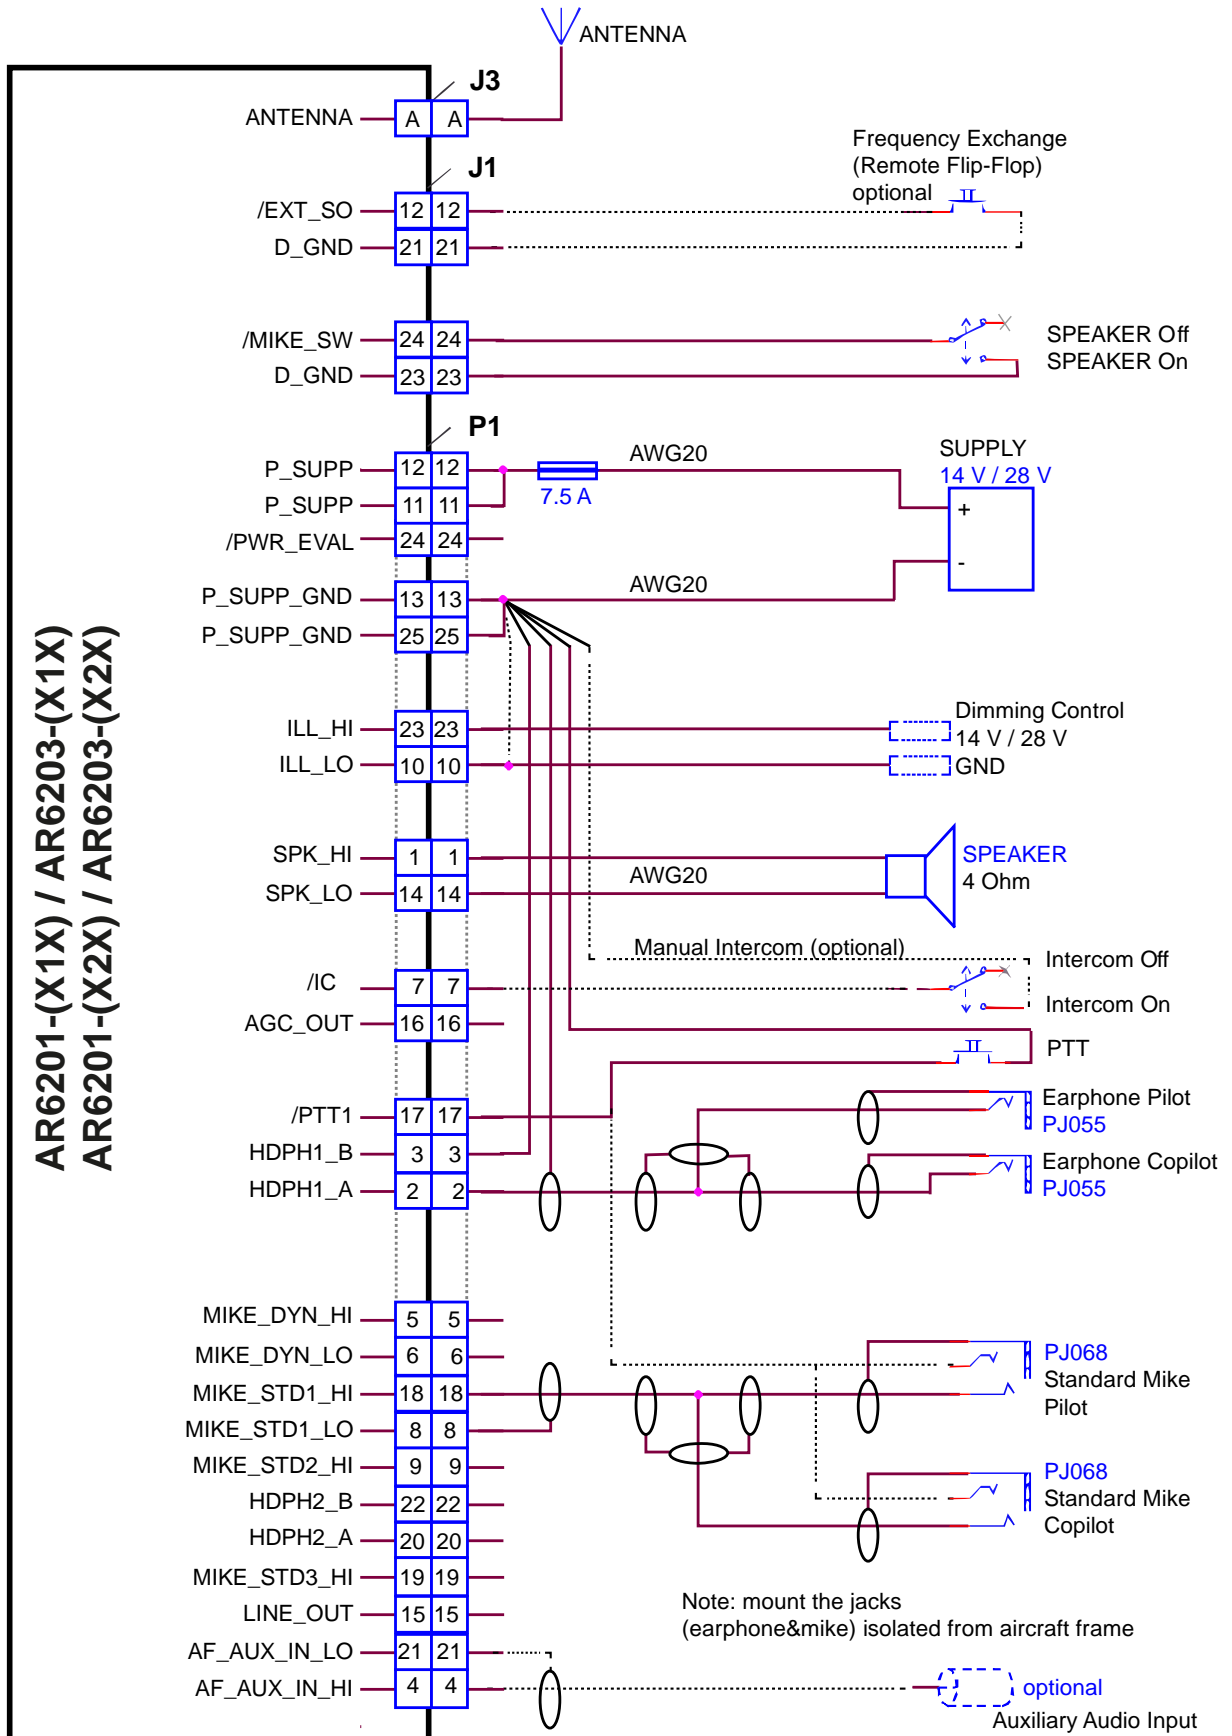 ANTENNA
J3
ANTENNA A A
Frequency Exchange
(Remote Flip-Flop)
optional
J1
/EXT_SO 12 12
D_GND 21 21
/MIKE_SW 24 24
SPEAKER Off
D_GND 23 23
SPEAKER On
P1
P_SUPP 12 12
AWG20
SUPPLY
14 V / 28 V
7.5 A
P_SUPP 11 11
+
/PWR_EVAL 24 24
-
P_SUPP_GND 13 13
AWG20
P_SUPP_GND 25 25
AR6201-(X1X) / AR6203-(X1X)
AR6201-(X2X) / AR6203-(X2X)
ILL_HI 23 23
Dimming Control
14 V / 28 V
ILL_LO 10 10
GND
SPK_HI 1 1
SPEAKER
4 Ohm
SPK_LO 14 14
AWG20
Manual Intercom (optional)
Intercom Off
/IC 7 7
Intercom On
AGC_OUT 16 16
PTT
/PTT1 17 17
Earphone Pilot
PJ055
HDPH1_B 3 3
Earphone Copilot
PJ055
HDPH1_A 2 2
MIKE_DYN_HI 5 5
MIKE_DYN_LO 6 6
PJ068
Standard Mike
Pilot
MIKE_STD1_HI 18 18
MIKE_STD1_LO 8 8
MIKE_STD2_HI 9 9
PJ068
Standard Mike
Copilot
HDPH2_B 22 22
HDPH2_A 20 20
MIKE_STD3_HI 19 19
LINE_OUT 15 15
Note: mount the jacks
(earphone&mike) isolated from aircraft frame
AF_AUX_IN_LO 21 21
AF_AUX_IN_HI 4 4
optional
Auxiliary Audio Input